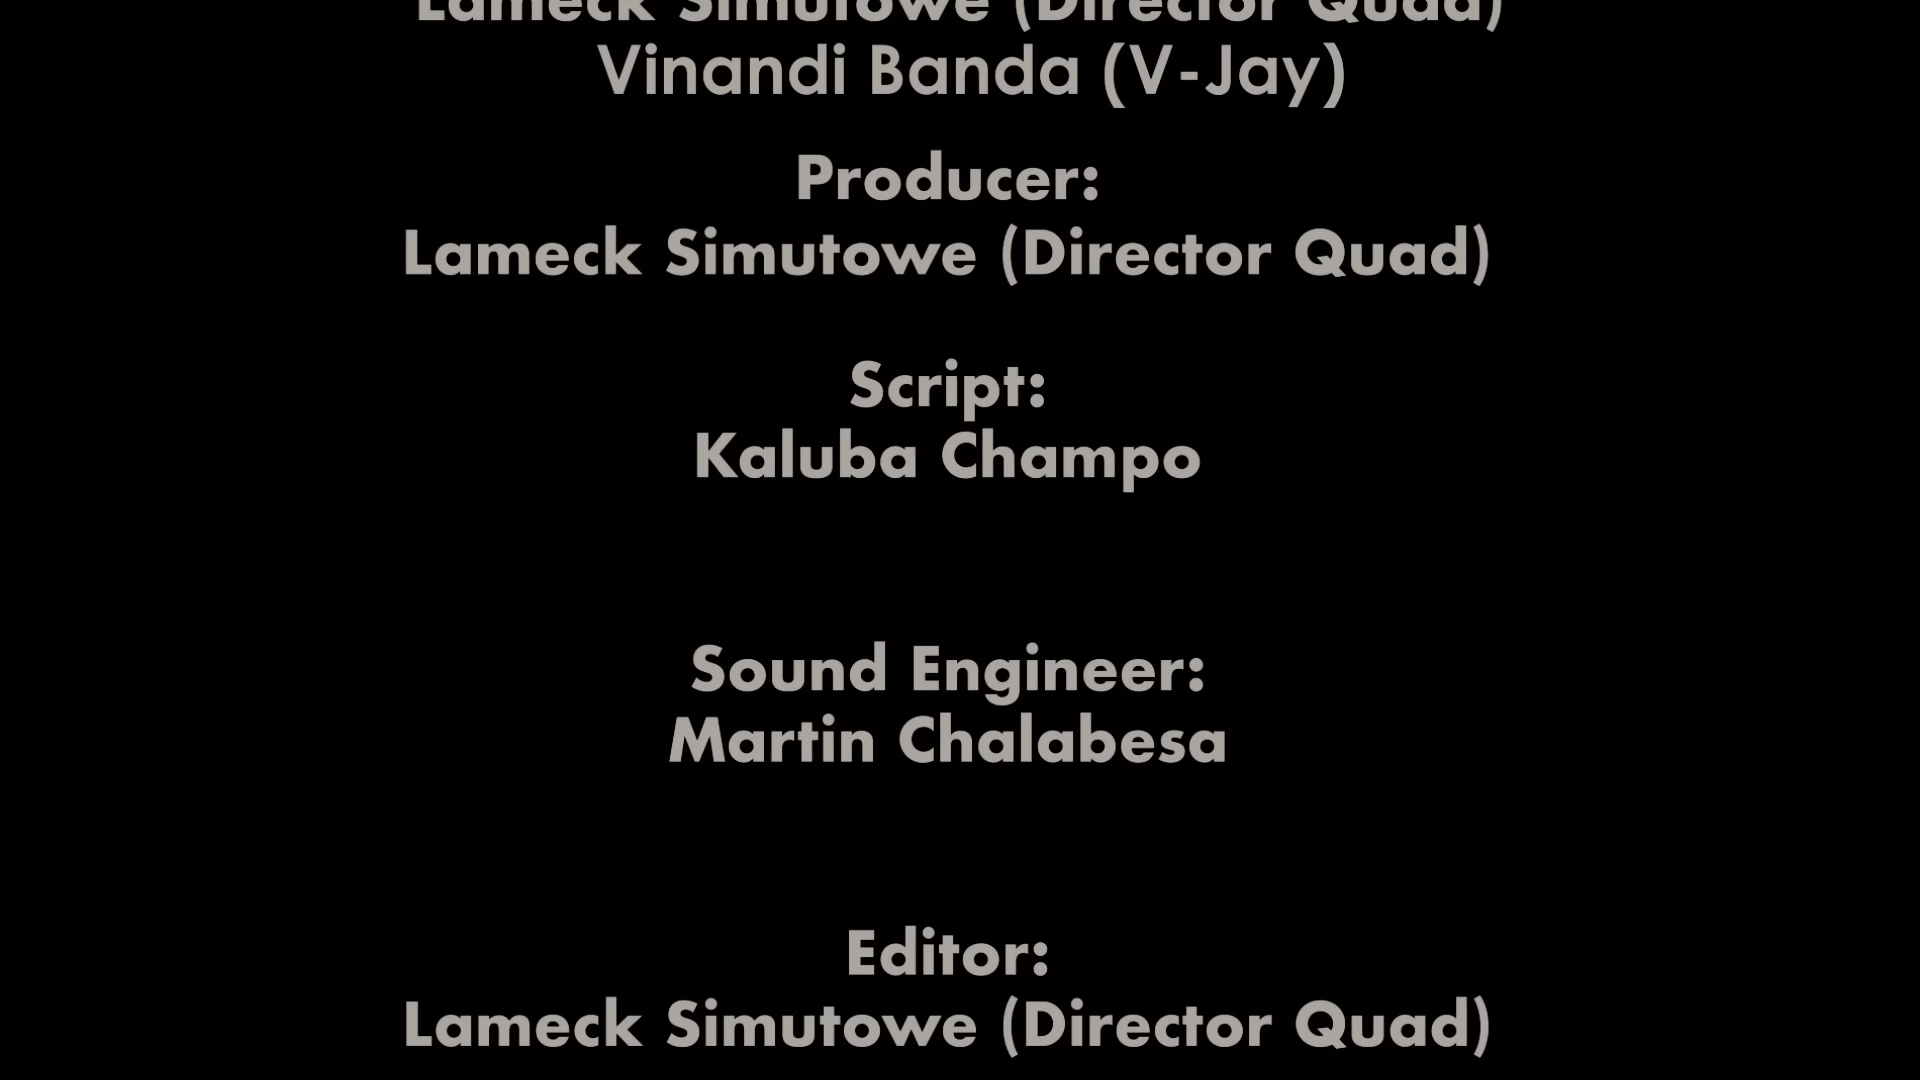 Lameck Simutowe (Director Quad)
Vinandi Banda (V-Jay)
Producer:
Lameck Simutowe (Director Quad)
Script:
Kaluba Champo
Sound Engineer:
Martin Chalabesa
Editor:
Lameck Simutowe (Director Quad)